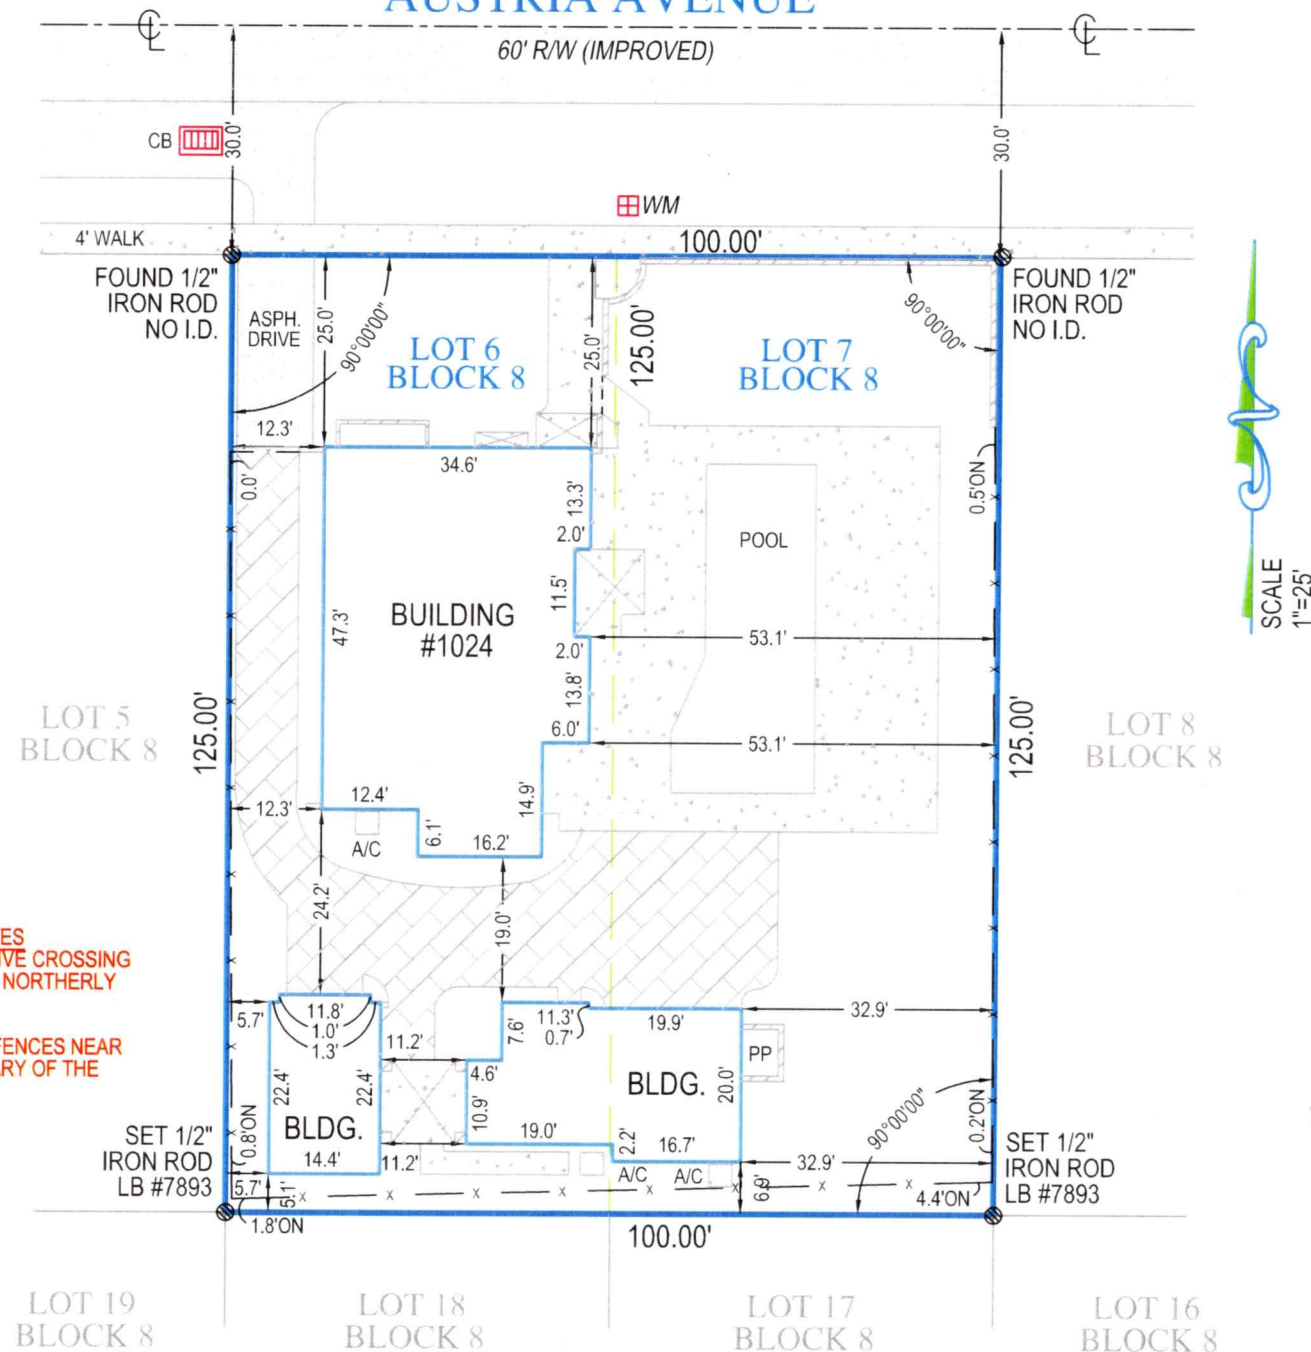 AUSTRIA AVENUE
60' R/W (IMPROVED)
CB
30.0'
30.0'
WM
4' WALK
100.00'
FOUND 1/2"
IRON ROD
NO I.D.
ASPH.
DRIVE
25.0'
90°00'00"
LOT 6
BLOCK 8
25.0'
125.00'
LOT 7
BLOCK 8
90°00'00"
FOUND 1/2"
IRON ROD
NO I.D.
12.3'
34.6'
0.0'
13.3'
2.0'
0.5'ON
POOL
SCALE
1"=25'
11.5'
BUILDING
#1024
47.3'
53.1'
2.0'
13.8'
6.0'
53.1'
LOT 5
BLOCK 8
125.00'
125.00'
LOT 8
BLOCK 8
12.3'
12.4'
14.9'
6.1'
16.2'
A/C
24.2'
19.0'
ES
IVE CROSSING
NORTHERLY
FENCES NEAR
ARY OF THE
5.7'
11.8'
1.0'
1.3'
11.2'
7.6'
11.3'
0.7'
19.9'
32.9'
PP
4.6'
22.4'
22.4'
BLDG.
BLDG.
20.0'
10.9'
90°00'00"
0.2'ON
0.8'ON
19.0'
2.2'
16.7'
SET 1/2"
IRON ROD
LB #7893
14.4'
11.2'
A/C
A/C
32.9'
SET 1/2"
IRON ROD
LB #7893
5.7'
5.1'
6.9'
4.4'ON
1.8'ON
100.00'
LOT 19
BLOCK 8
LOT 18
BLOCK 8
LOT 17
BLOCK 8
LOT 16
BLOCK 8